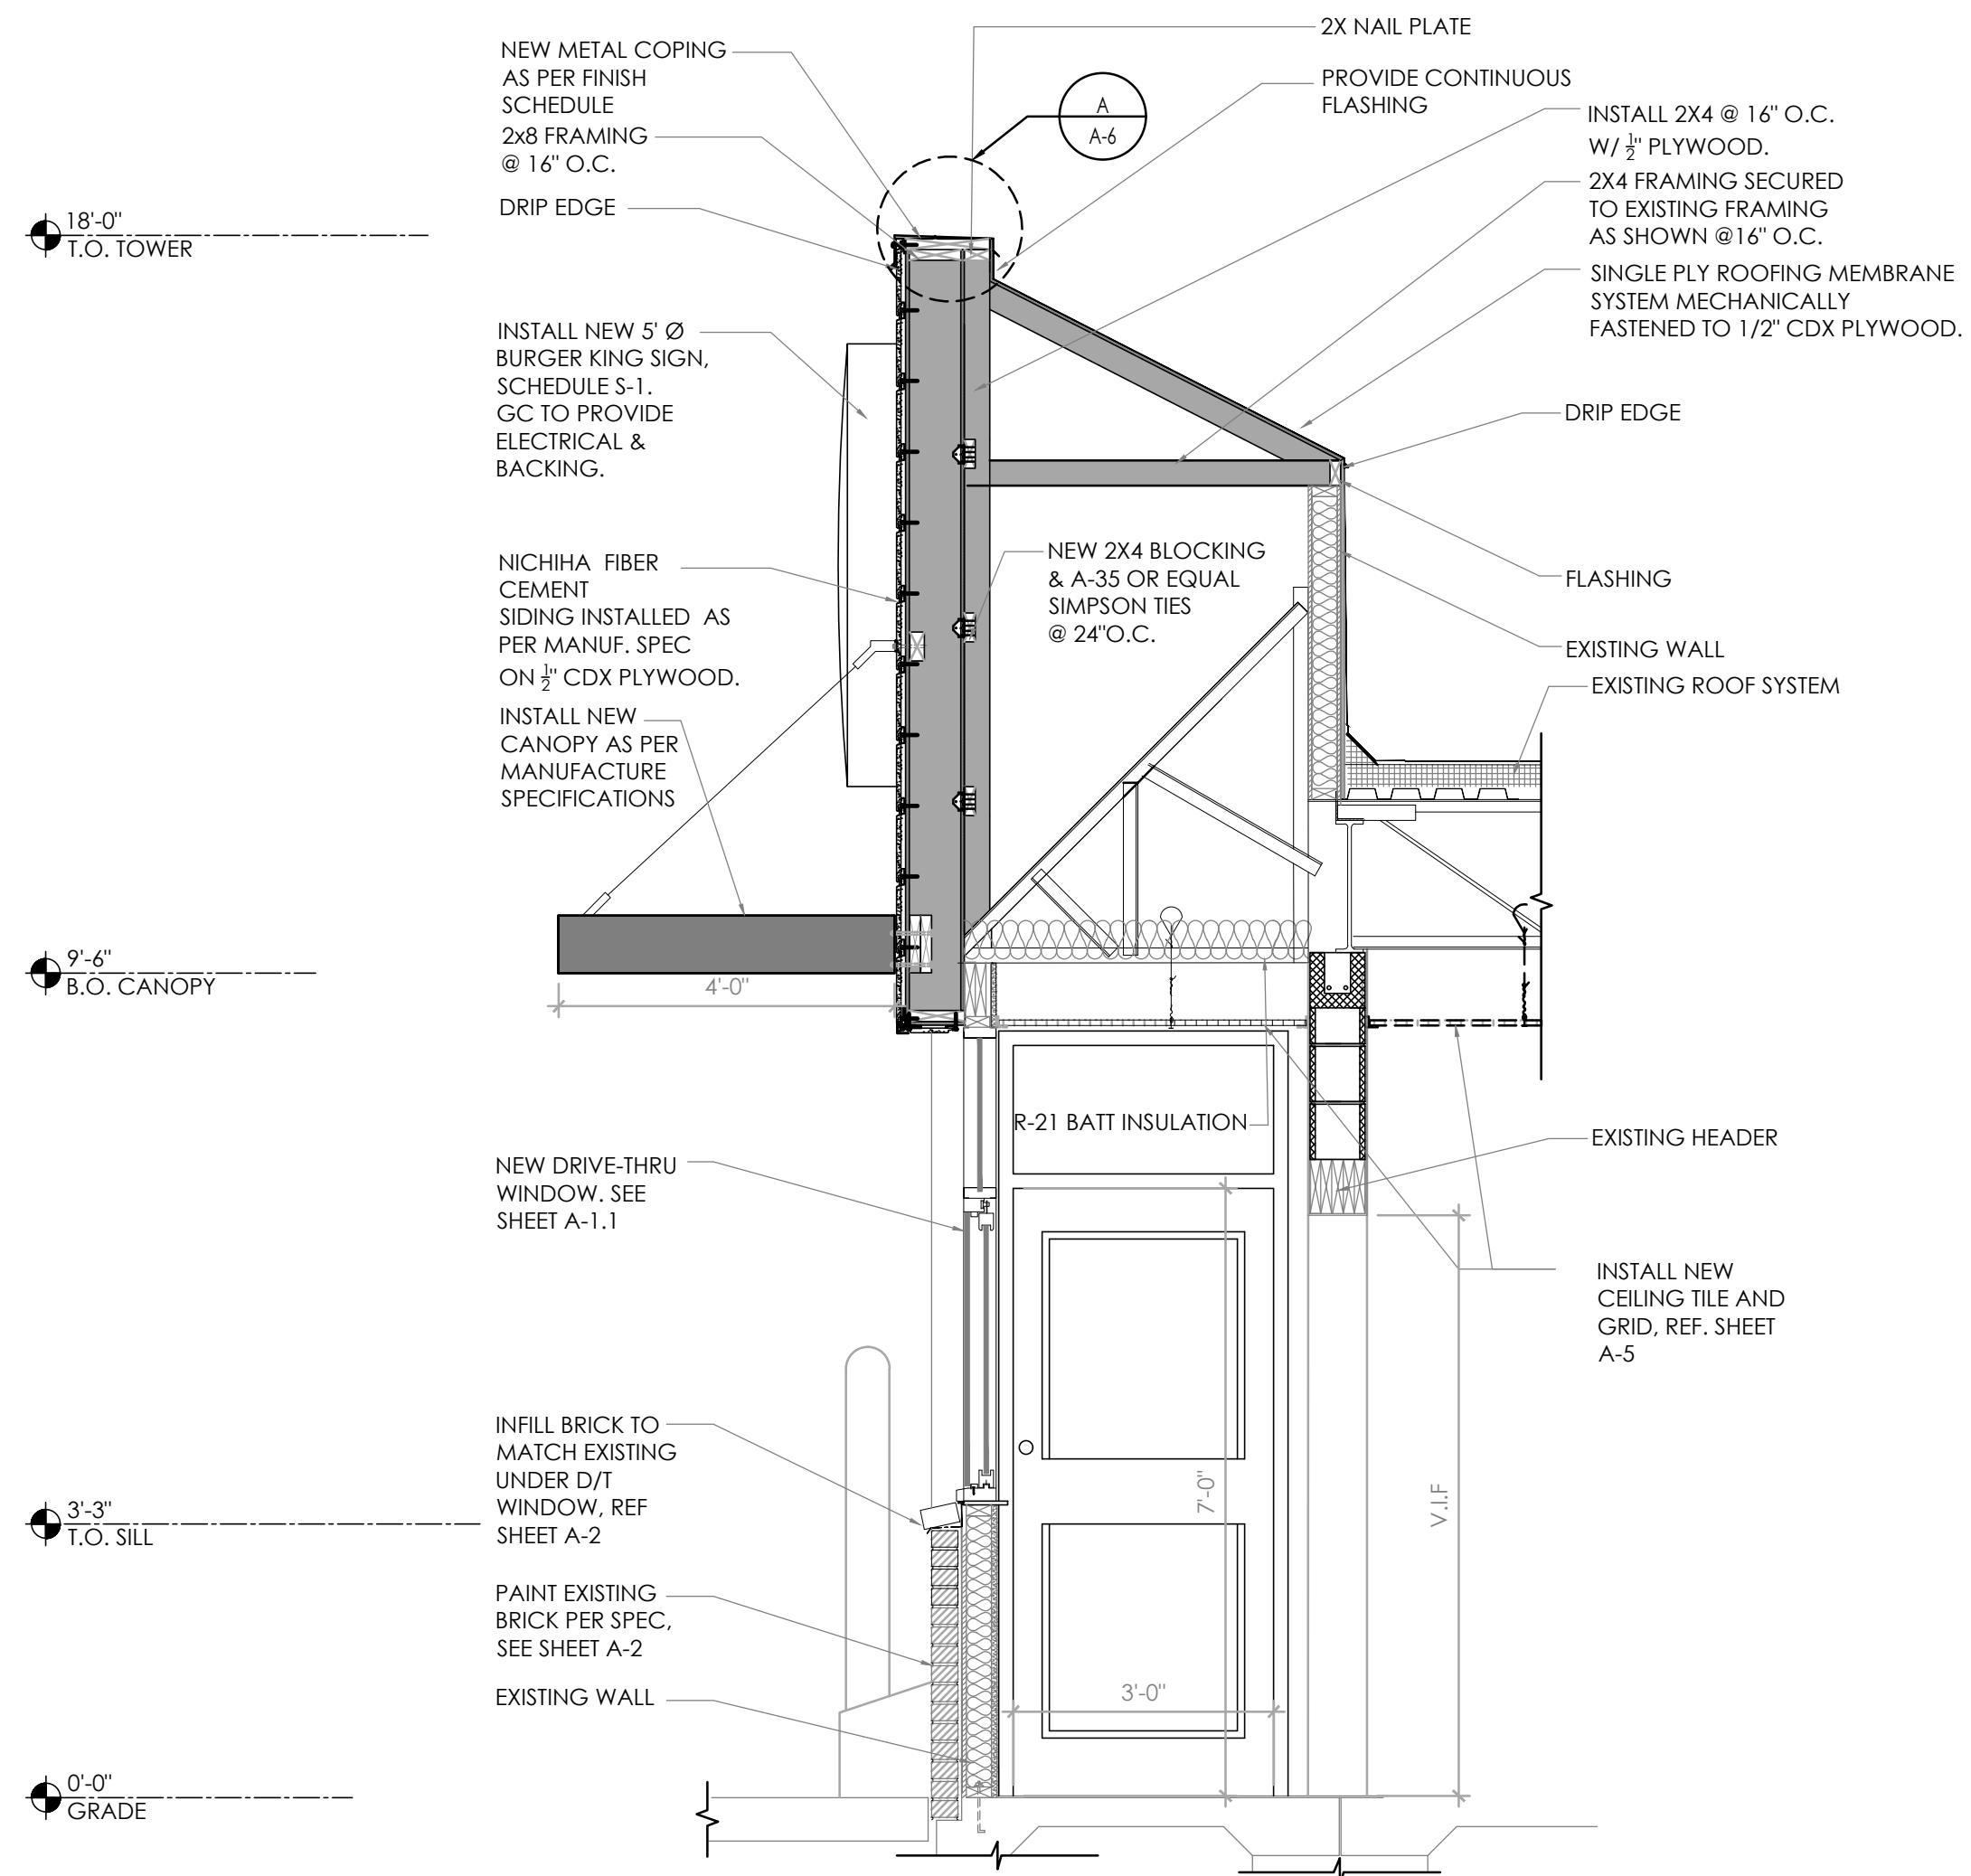 NEW METAL COPING
AS PER FINISH
SCHEDULE
2x8 FRAMING
@ 16" O.C.
DRIP EDGE
18'-0"
T.O. TOWER
INSTALL NEW 5' Ø
BURGER KING SIGN,
SCHEDULE S-1.
GC TO PROVIDE
ELECTRICAL &
BACKING.
NICHIHA FIBER
CEMENT
SIDING INSTALLED AS
PER MANUF. SPEC
ON ½" CDX PLYWOOD.
INSTALL NEW
CANOPY AS PER
MANUFACTURE
SPECIFICATIONS
9'-6"
B.O. CANOPY
4'-0"
2X NAIL PLATE
PROVIDE CONTINUOUS
FLASHING
A
A-6
INSTALL 2X4 @ 16" O.C.
W/ ½" PLYWOOD.
2X4 FRAMING SECURED
TO EXISTING FRAMING
AS SHOWN @16" O.C.
SINGLE PLY ROOFING MEMBRANE
SYSTEM MECHANICALLY
FASTENED TO 1/2" CDX PLYWOOD.
DRIP EDGE
NEW 2X4 BLOCKING
& A-35 OR EQUAL
SIMPSON TIES
@ 24"O.C.
FLASHING
EXISTING WALL
EXISTING ROOF SYSTEM
R-21 BATT INSULATION
EXISTING HEADER
NEW DRIVE-THRU
WINDOW. SEE
SHEET A-1.1
INSTALL NEW
CEILING TILE AND
GRID, REF. SHEET
A-5
INFILL BRICK TO
MATCH EXISTING
UNDER D/T
WINDOW, REF
SHEET A-2
7'-0"
V.I.F
3'-3"
T.O. SILL
PAINT EXISTING
BRICK PER SPEC,
SEE SHEET A-2
EXISTING WALL
3'-0"
0'-0"
GRADE